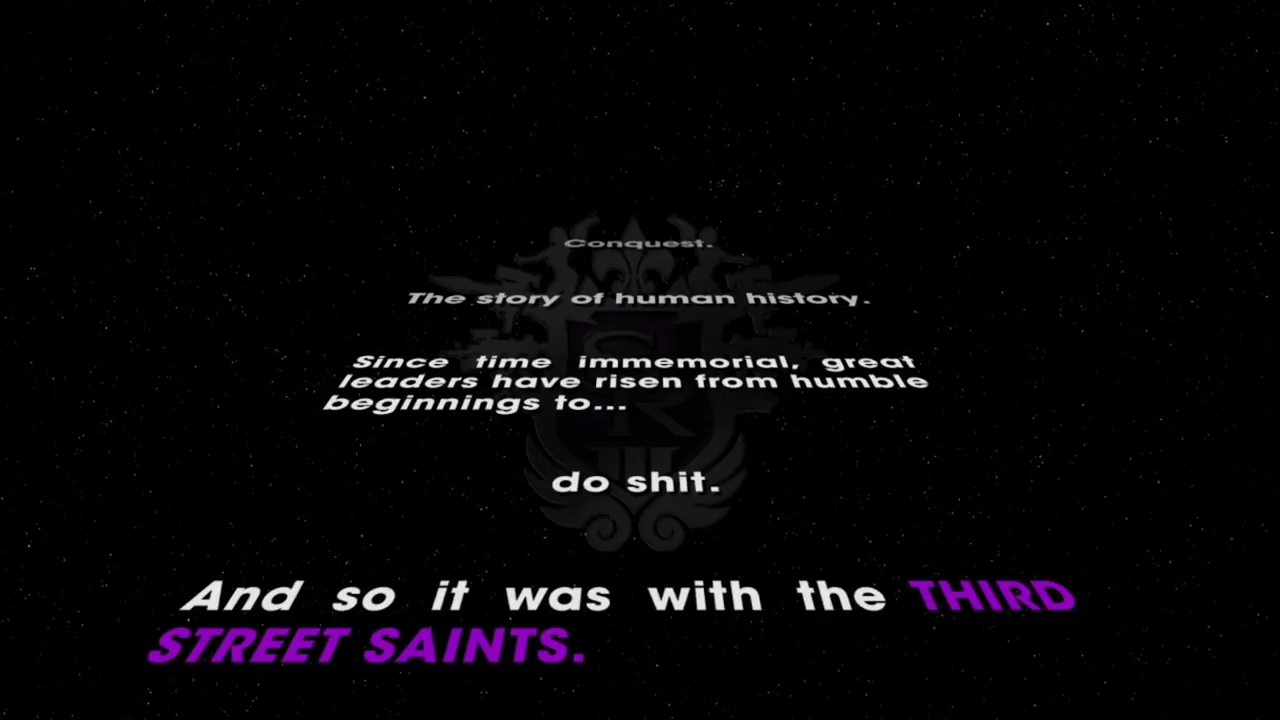 Conquest.
The story of human history.
Since time immemorial, great
leaders have risen from humble
beginnings to...
do shit.
And so it was with the THIRD
STREET SAINTS.
SR